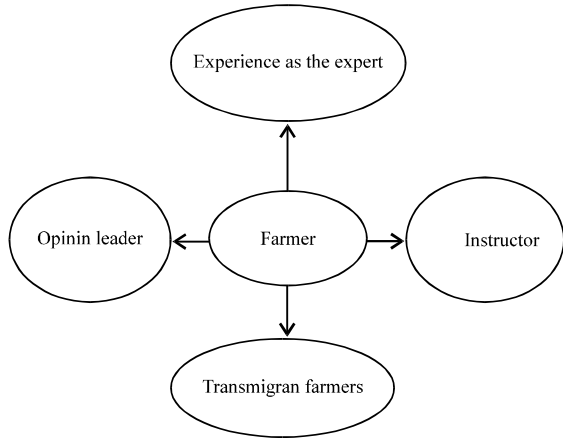 Experience as the expert
Opinin leader
Farmer
Instructor
Transmigran farmers